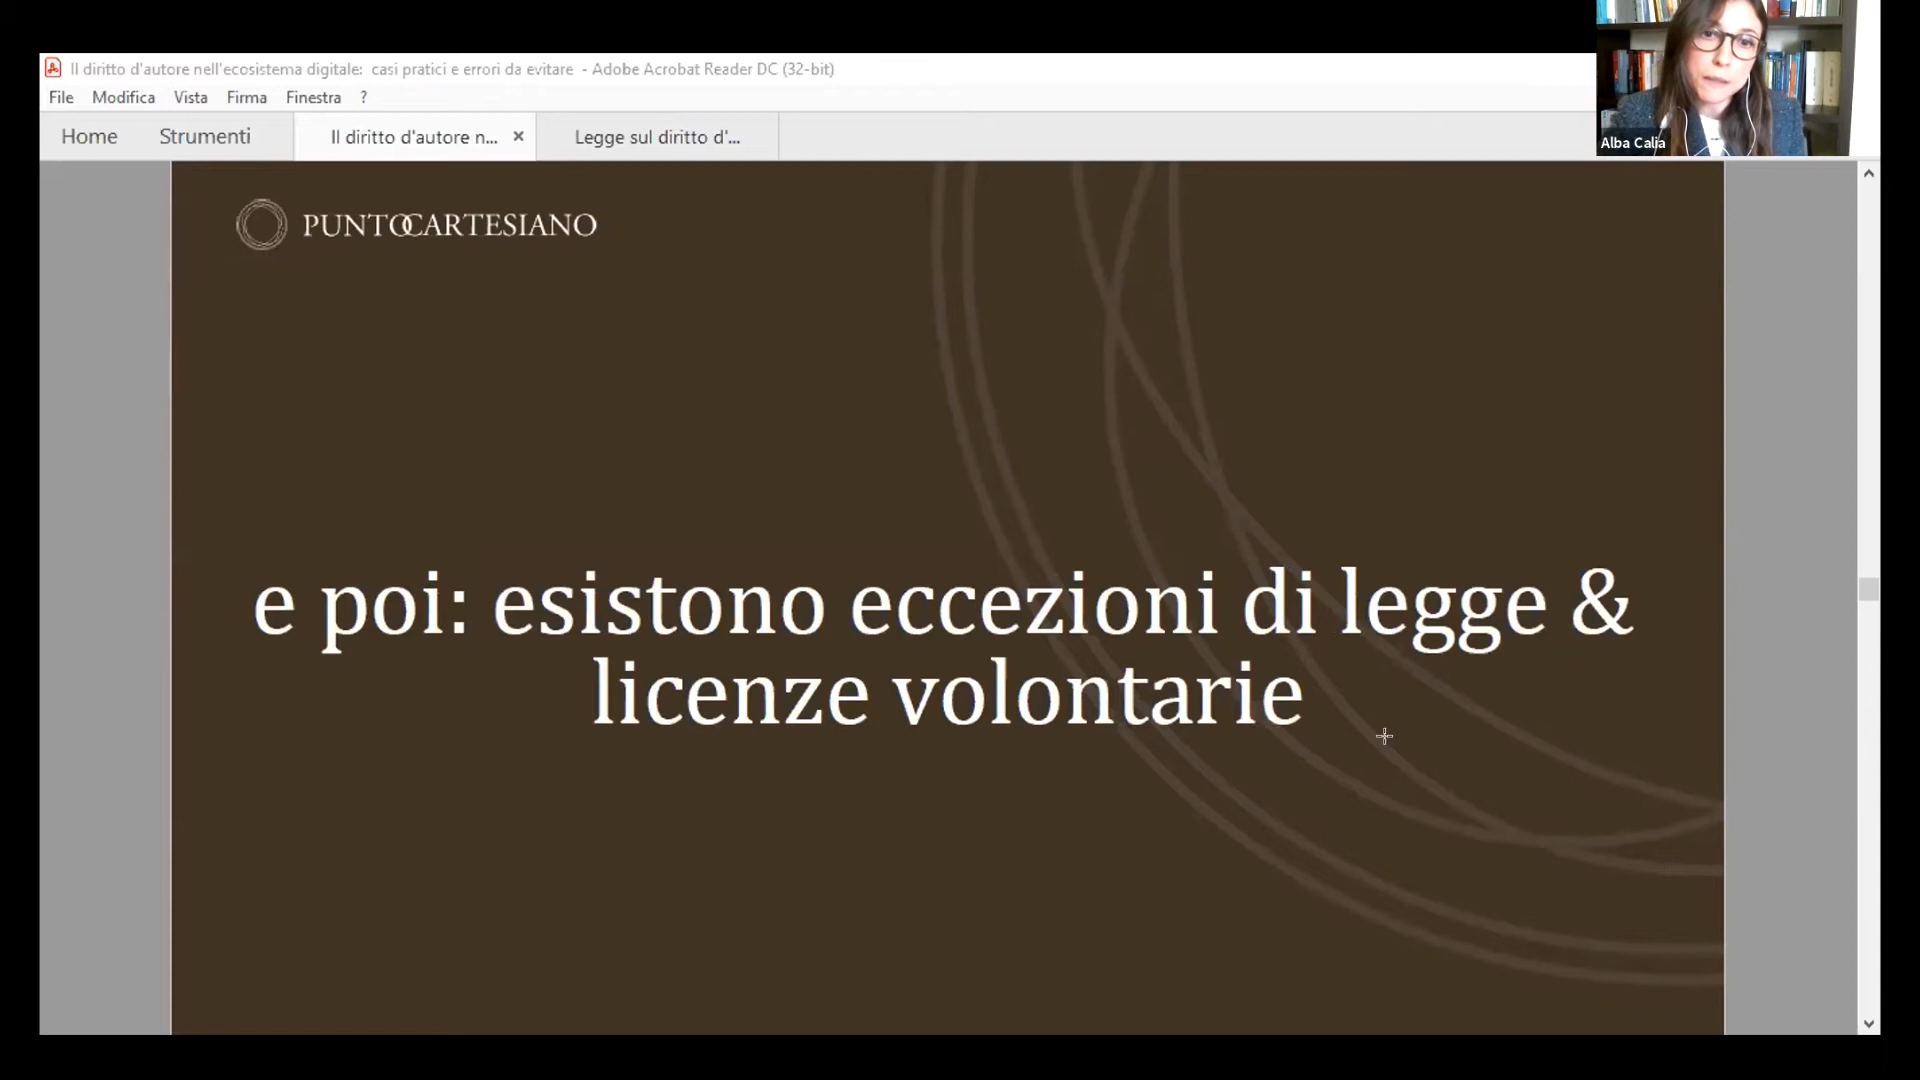 Il diritto d'autore nell'ecosistema digitale: casi pratici e errori da evitare - Adobe Acrobat Reader DC (32-bit)
File Modifica Vista Firma Finestra ?
Home Strumenti Il diritto d'autore n... × Legge sul diritto d'...
Alba Calia
PUNTOCARTESIANO
e poi: esistono eccezioni di legge &
licenze volontarie